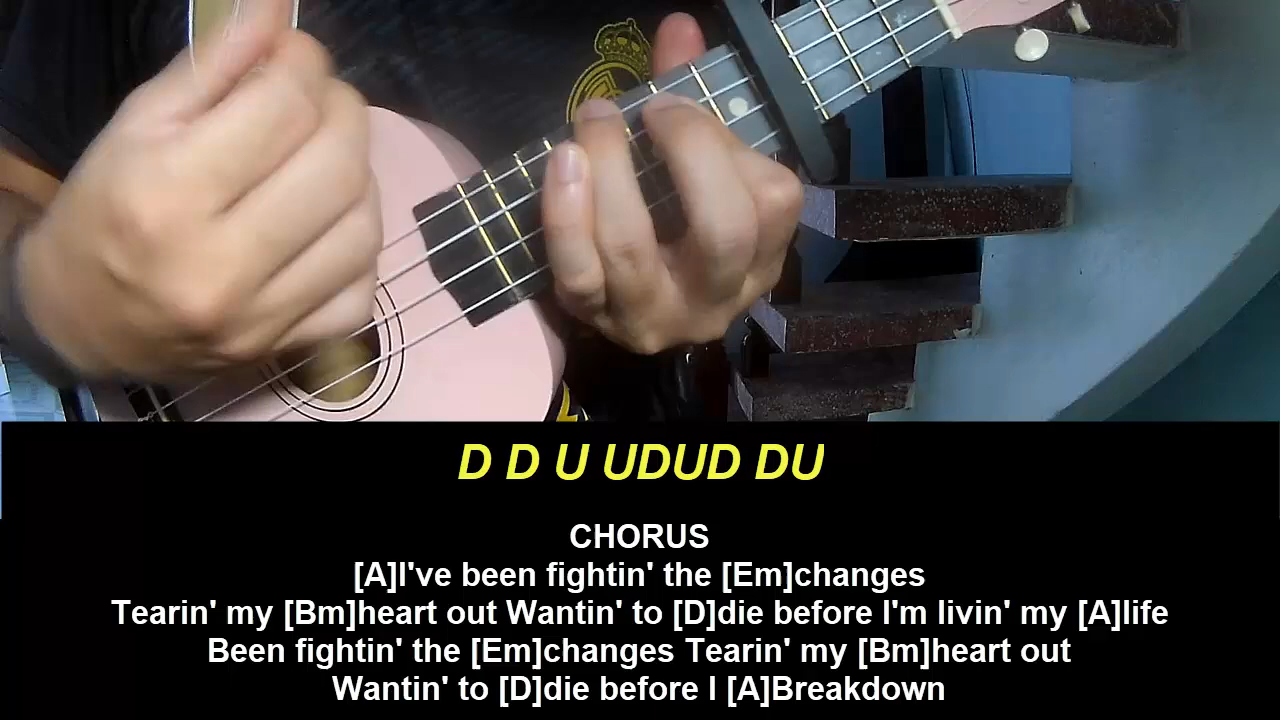 D D U UDUD DU
CHORUS
[A]I've been fightin' the [Em]changes
Tearin' my [Bm]heart out Wantin' to [D]die before I'm livin' my [A]life
Been fightin' the [Em]changes Tearin' my [Bm]heart out
Wantin' to [D]die before I [A]Breakdown